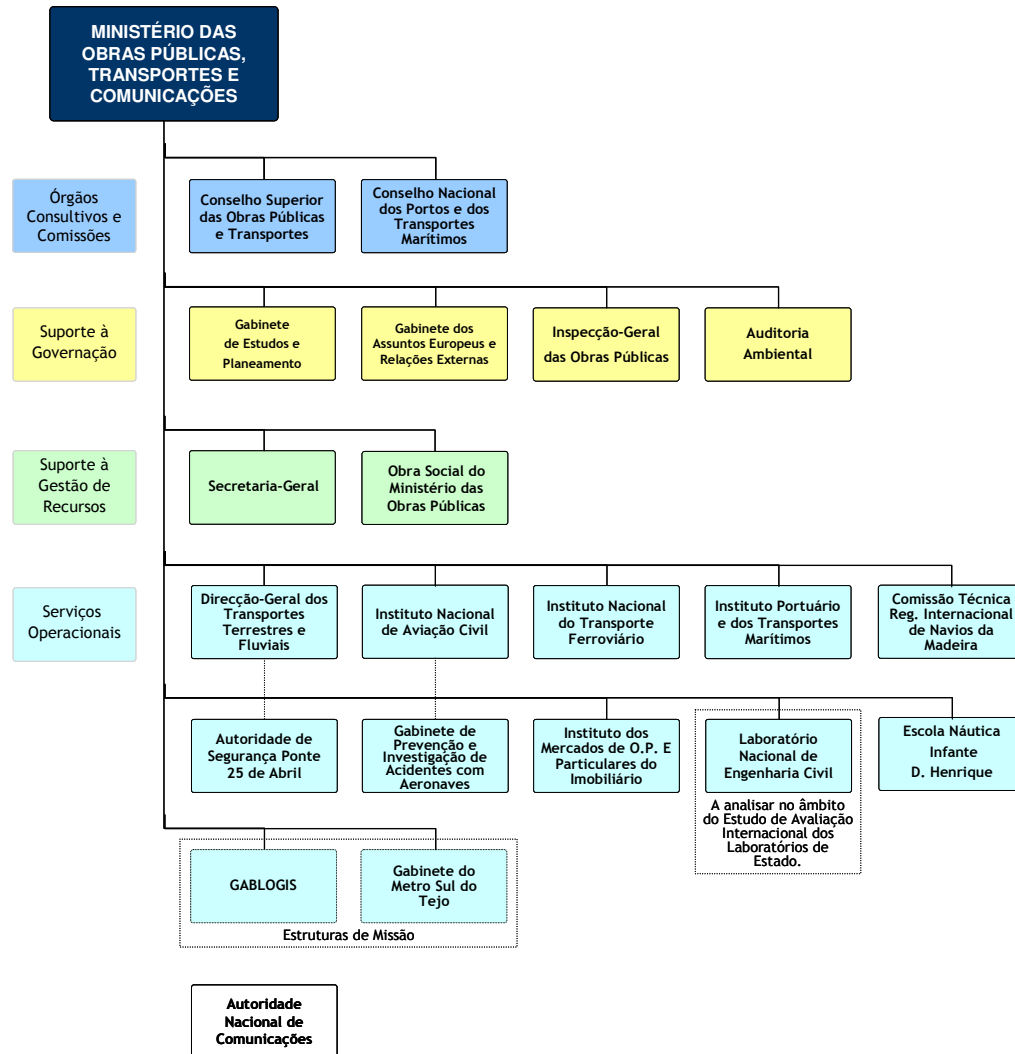 MINISTÉRIO DAS
OBRAS PÚBLICAS,
TRANSPORTES E
COMUNICAÇÕES
Órgãos
Consultivos e
Comissões
Conselho Superior
das Obras Públicas
e Transportes
Conselho Nacional
dos Portos e dos
Transportes
Marítimos
Suporte à
Governação
Gabinete
de Estudos e
Planeamento
Gabinete dos
Assuntos Europeus e
Relações Externas
Inspecção-Geral
das Obras Públicas
Auditoria
Ambiental
Suporte à
Gestão de
Recursos
Secretaria-Geral
Obra Social do
Ministério das
Obras Públicas
Serviços
Operacionais
Direcção-Geral dos
Transportes
Terrestres e
Fluviais
Instituto Nacional
de Aviação Civil
Instituto Nacional
do Transporte
Ferroviário
Instituto Portuário
e dos Transportes
Marítimos
Comissão Técnica
Reg. Internacional
de Navios da
Madeira
Autoridade de
Segurança Ponte
25 de Abril
Gabinete de
Prevenção e
Investigação de
Acidentes com
Aeronaves
Instituto dos
Mercados de O.P. E
Particulares do
Imobiliário
Laboratório
Nacional de
Engenharia Civil
A analisar no âmbito
do Estudo de Avaliação
Internacional dos
Laboratórios de
Estado.
Escola Náutica
Infante
D. Henrique
GABLOGIS
Gabinete do
Metro Sul do
Tejo
Estruturas de Missão
Autoridade
Nacional de
Comunicações